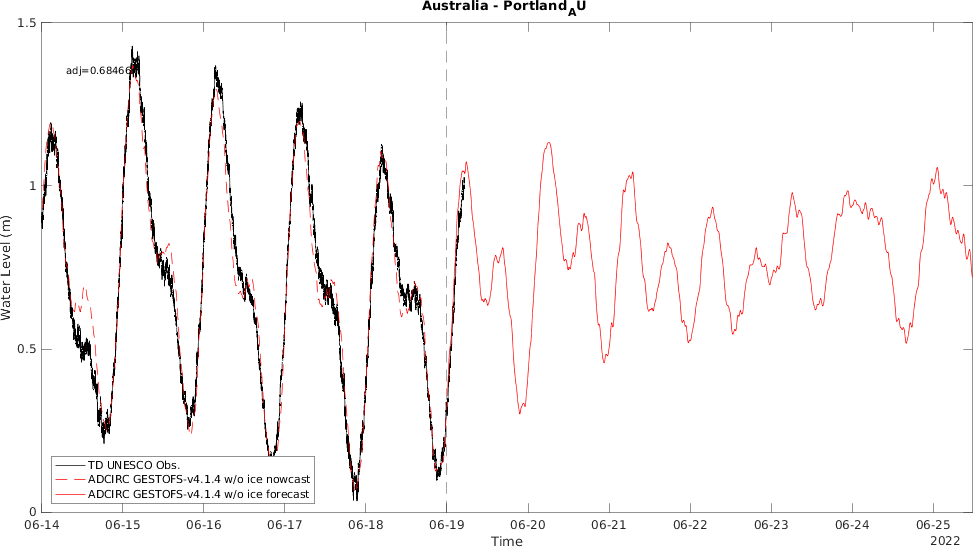 Australia - Portland_AU
1.5
adj=0.68466
1
Water Level (m)
0.5
TD UNESCO Obs.
ADCIRC GESTOFS-v4.1.4 w/o ice nowcast
ADCIRC GESTOFS-v4.1.4 w/o ice forecast
0
06-14 06-15 06-16 06-17 06-18 06-19 06-20 06-21 06-22 06-23 06-24 06-25
Time
2022